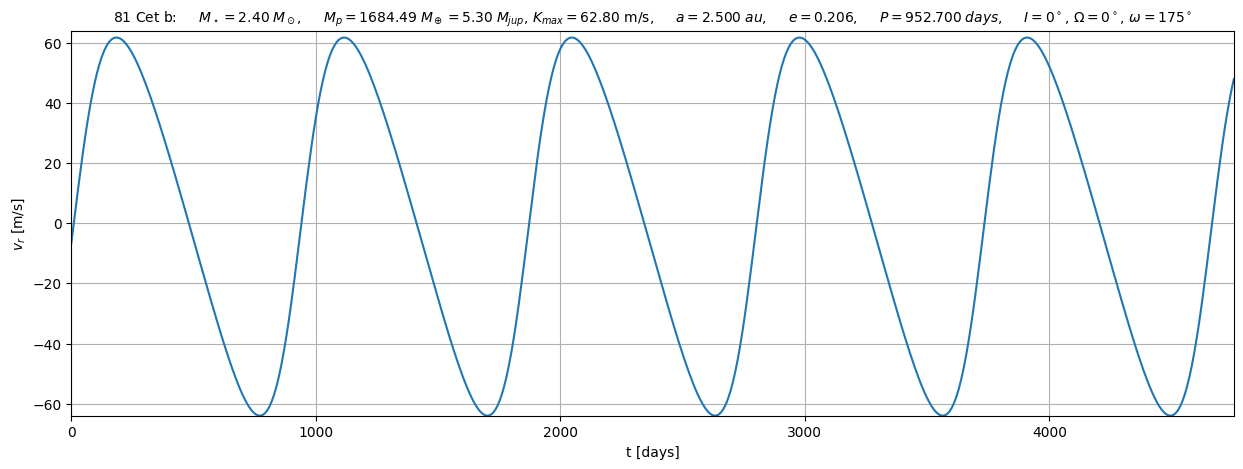 81 Cet b: M⋆ = 2.40 M⊙, Mp = 1684.49 M⊕ = 5.30 Mjup, Kmax = 62.80 m/s, a = 2.500 au, e = 0.206, P = 952.700 days, I = 0°, Ω = 0°, ω = 175°
60
40
20
0
−20
−40
−60
vr [m/s]
0 1000 2000 3000 4000
t [days]